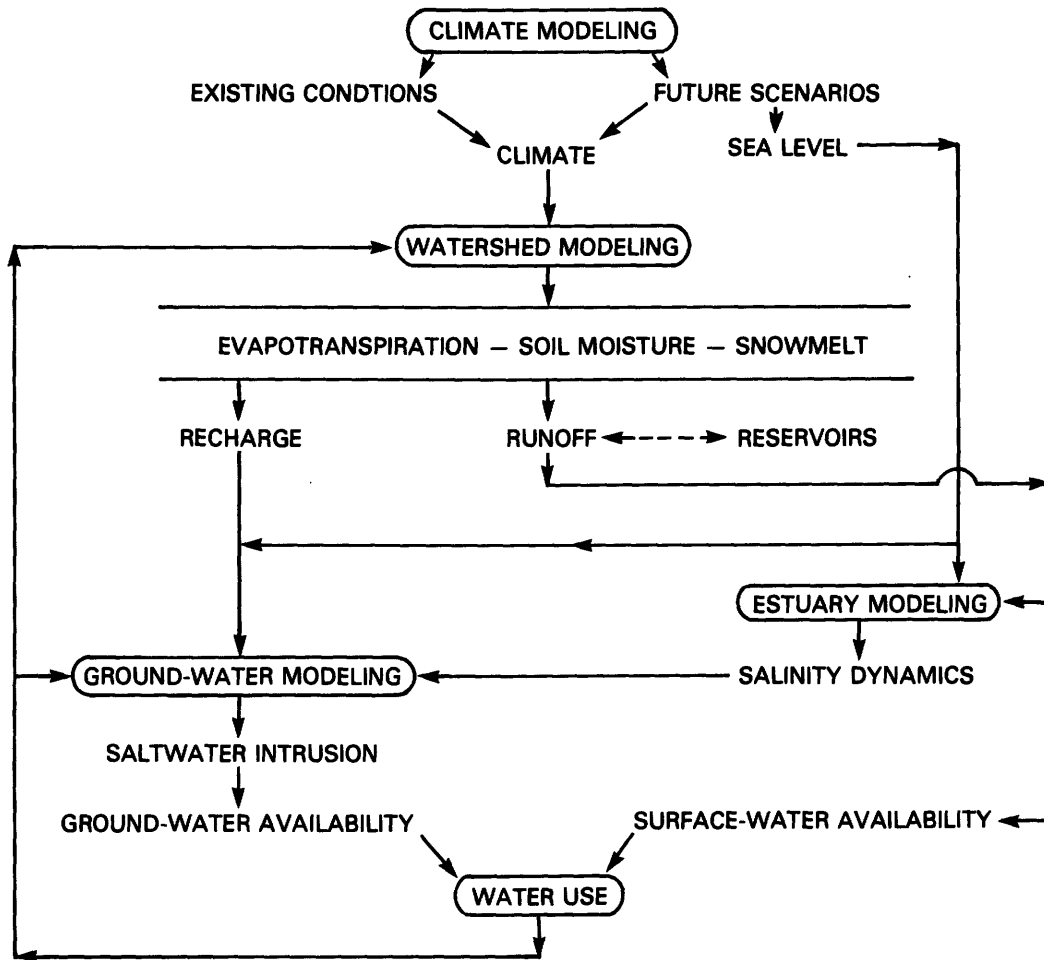 CLIMATE MODELING
EXISTING CONDTIONS
FUTURE SCENARIOS
CLIMATE
SEA LEVEL
WATERSHED MODELING
EVAPOTRANSPIRATION – SOIL MOISTURE – SNOWMELT
RECHARGE
RUNOFF
RESERVOIRS
ESTUARY MODELING
GROUND-WATER MODELING
SALINITY DYNAMICS
SALTWATER INTRUSION
GROUND-WATER AVAILABILITY
SURFACE-WATER AVAILABILITY
WATER USE